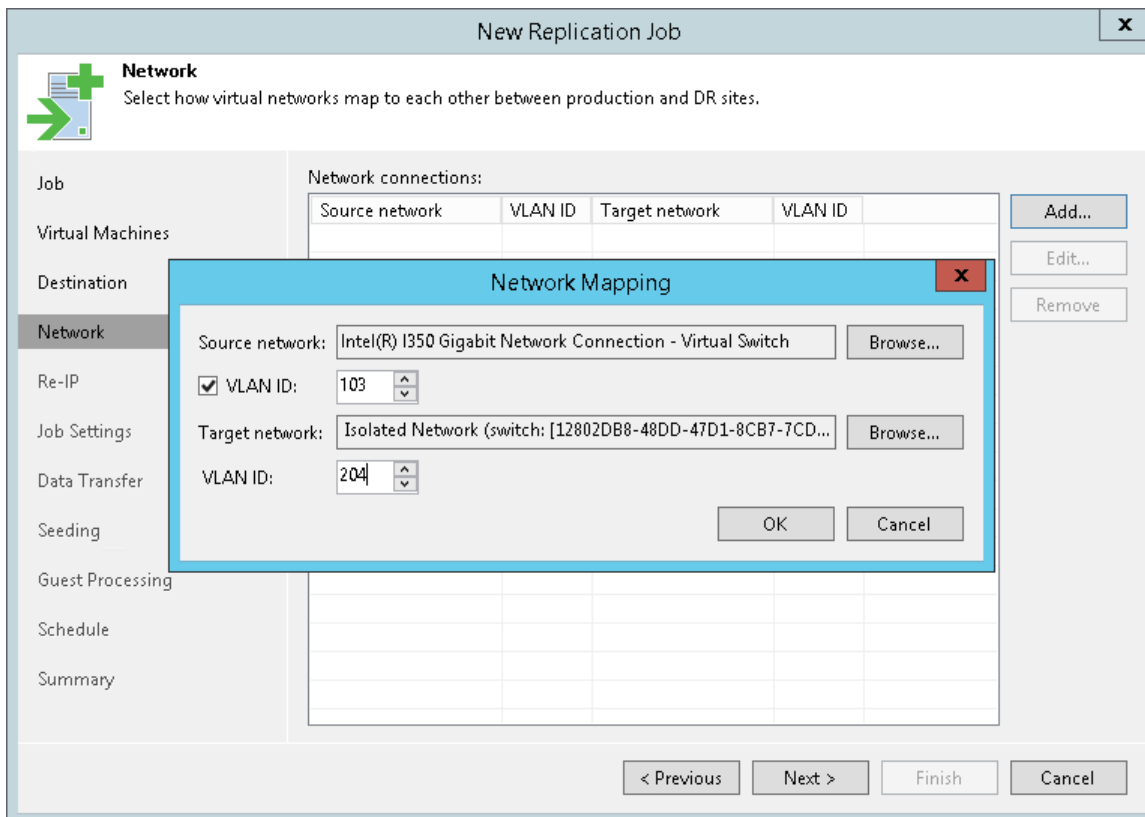 New Replication Job
x
Network
Select how virtual networks map to each other between production and DR sites.
Job
Virtual Machines
Destination
Network
Re-IP
Job Settings
Data Transfer
Seeding
Guest Processing
Schedule
Summary
Network connections:
Source network VLAN ID Target network VLAN ID
Add...
Edit...
Remove
Network Mapping
x
Source network: Intel(R) I350 Gigabit Network Connection - Virtual Switch Browse...
VLAN ID: 103
Target network: Isolated Network (switch: [12802DB8-48DD-47D1-8CB7-7CD... Browse...
VLAN ID: 204
OK Cancel
< Previous Next > Finish Cancel